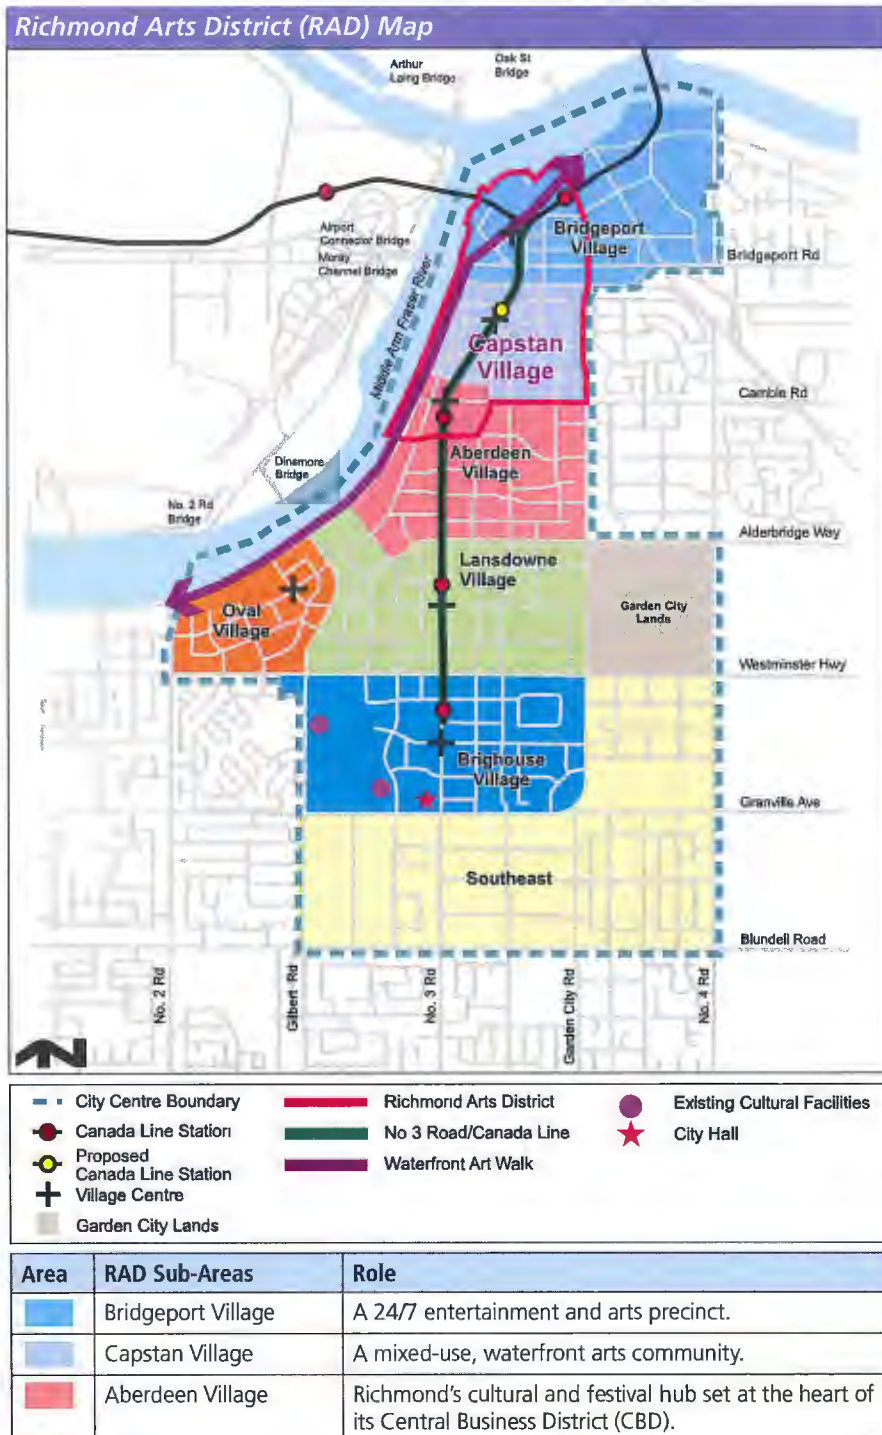 Richmond Arts District (RAD) Map
Arthur
Laing Bridge
Oak St
Bridge
Airport
Connector Bridge
Moray
Channel Bridge
Bridgeport
Village
Bridgeport Rd
Middle Arm Fraser River
Capstan
Village
Cambie Rd
Dinsmore
Bridge
Aberdeen
Village
No. 2 Rd
Bridge
Alderbridge Way
Lansdowne
Village
Oval
Village
Garden City
Lands
Westminster Hwy
Brighouse
Village
Granville Ave
Southeast
Blundell Road
No. 2 Rd
Gilbert Rd
No. 3 Rd
Garden City Rd
No. 4 Rd
N
City Centre Boundary
Richmond Arts District
Existing Cultural Facilities
Canada Line Station
No 3 Road/Canada Line
City Hall
Proposed
Canada Line Station
Waterfront Art Walk
Village Centre
Garden City Lands
Area RAD Sub-Areas Role
Bridgeport Village A 24/7 entertainment and arts precinct.
Capstan Village A mixed-use, waterfront arts community.
Aberdeen Village Richmond's cultural and festival hub set at the heart of
its Central Business District (CBD).